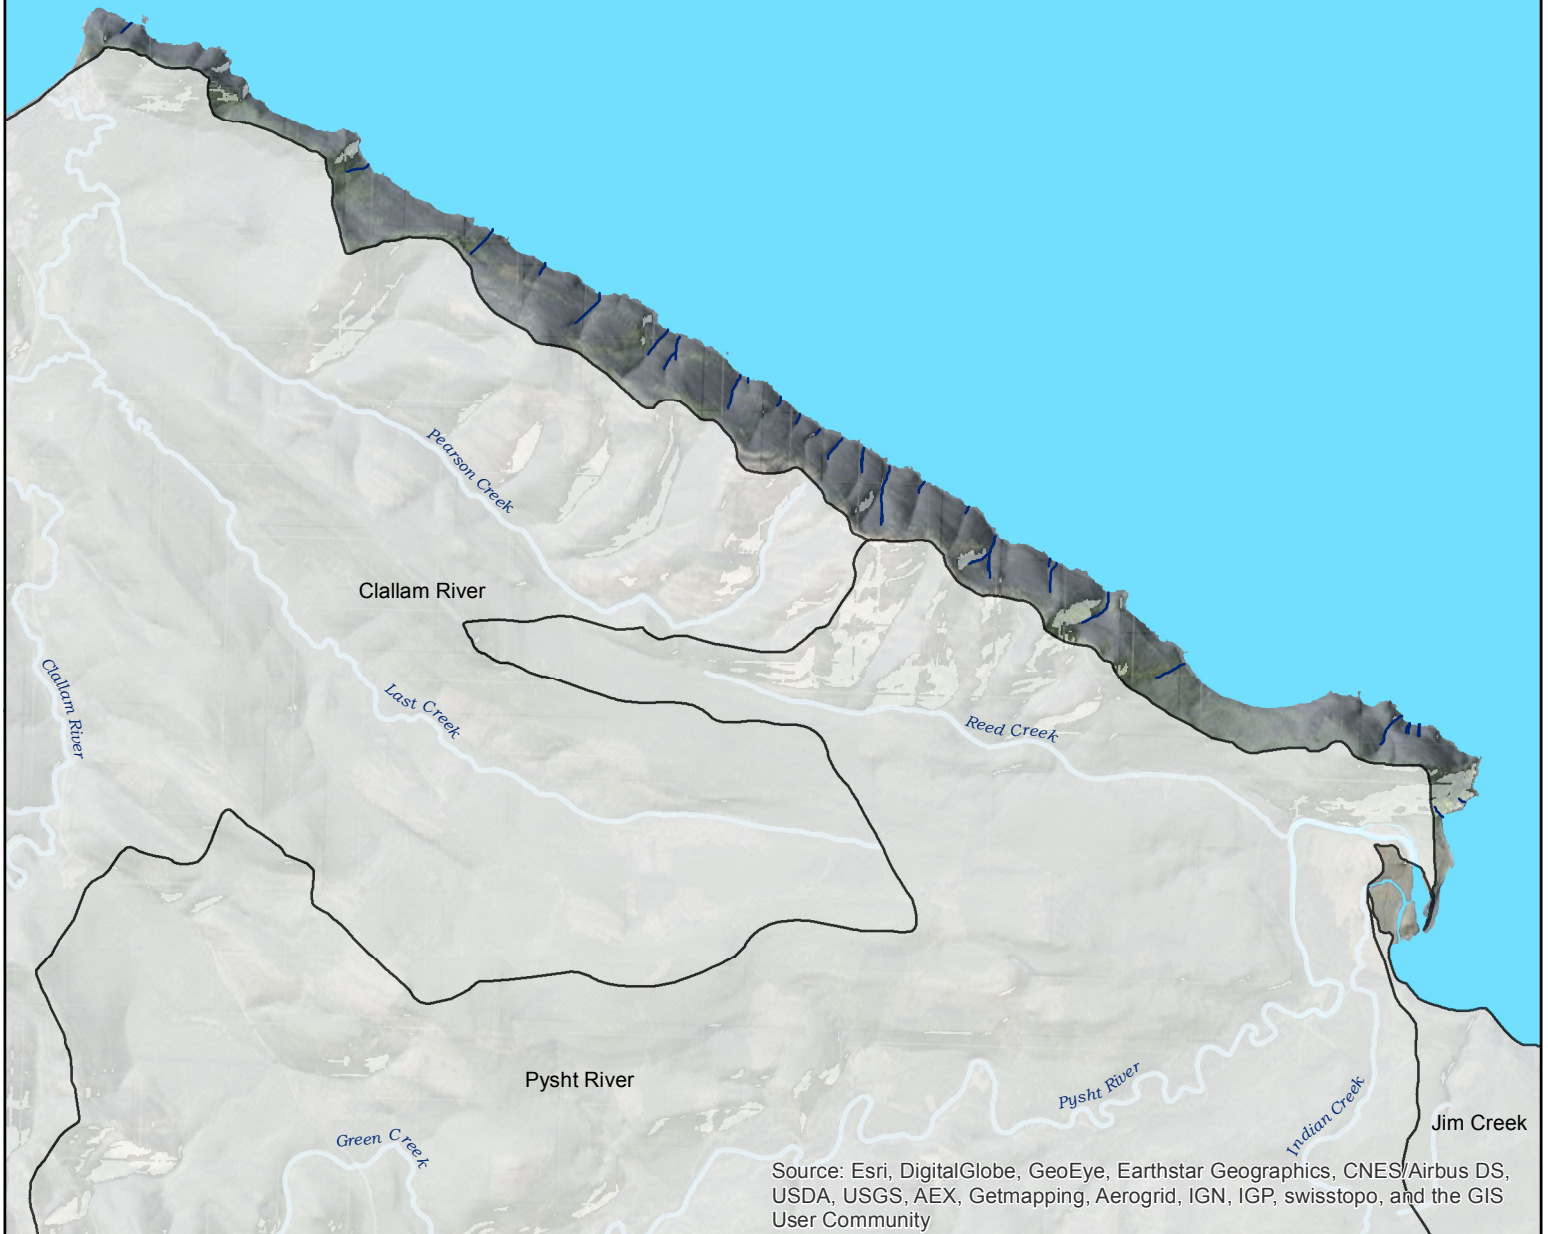 Pearson Creek
Clallam River
Clallam River
Last Creek
Reed Creek
Pysht River
Pysht River
Green Creek
Indian Creek
Jim Creek
Source: Esri, DigitalGlobe, GeoEye, Earthstar Geographics, CNES/Airbus DS,
USDA, USGS, AEX, Getmapping, Aerogrid, IGN, IGP, swisstopo, and the GIS
User Community